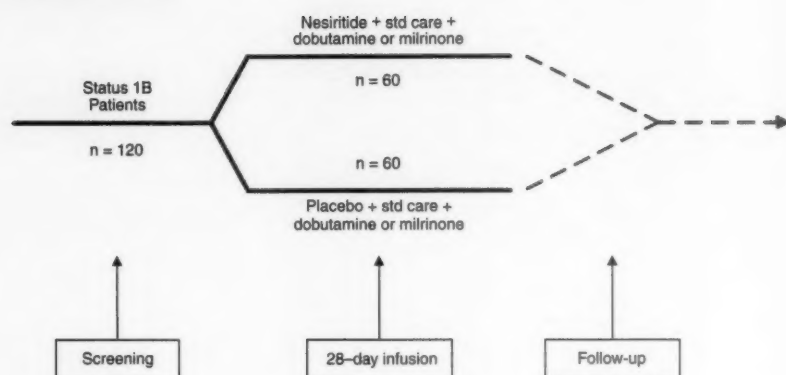 Nesiritide + std care +
dobutamine or milrinone
n = 60
Status 1B
Patients
n = 120
n = 60
Placebo + std care +
dobutamine or milrinone
Screening
28–day infusion
Follow-up